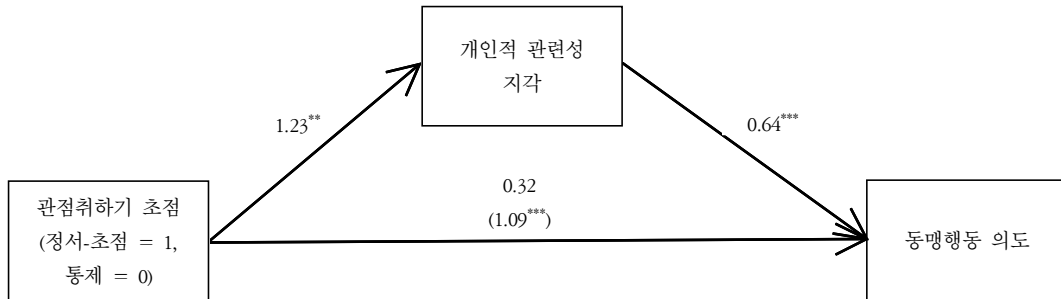 개인적 관련성
지각
1.23**
0.64***
0.32
(1.09***)
관점취하기 초점
(정서-초점 = 1,
통제 = 0)
동맹행동 의도